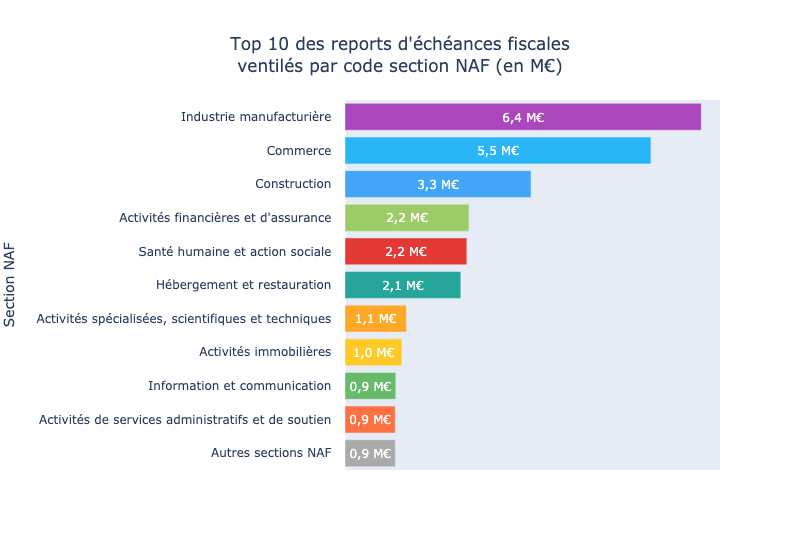 Top 10 des reports d'échéances fiscales
ventilés par code section NAF (en M€)
Section NAF
Industrie manufacturière 6,4 M€
Commerce 5,5 M€
Construction 3,3 M€
Activités financières et d'assurance 2,2 M€
Santé humaine et action sociale 2,2 M€
Hébergement et restauration 2,1 M€
Activités spécialisées, scientifiques et techniques 1,1 M€
Activités immobilières 1,0 M€
Information et communication 0,9 M€
Activités de services administratifs et de soutien 0,9 M€
Autres sections NAF 0,9 M€